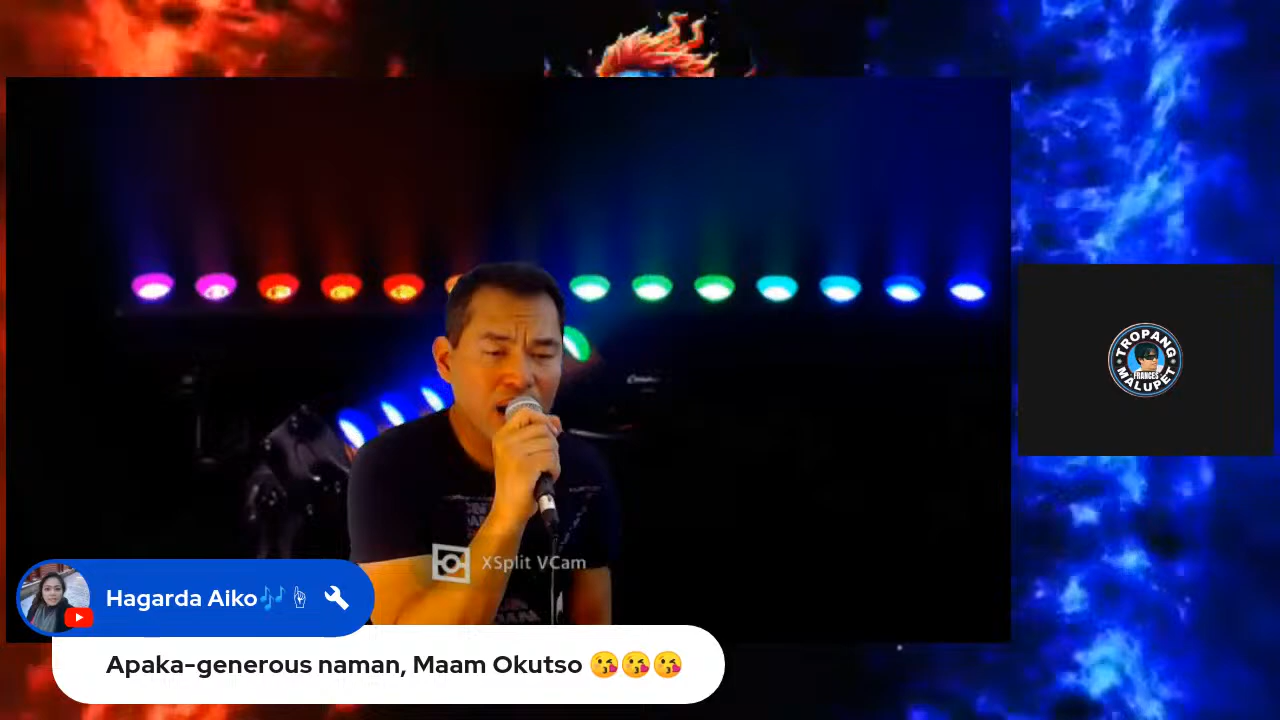 TROPANG
FRANCES
MALUPET
XSplit VCam
Hagarda Aiko🎶☝️🔧
Apaka-generous naman, Maam Okutso 😘😘😘